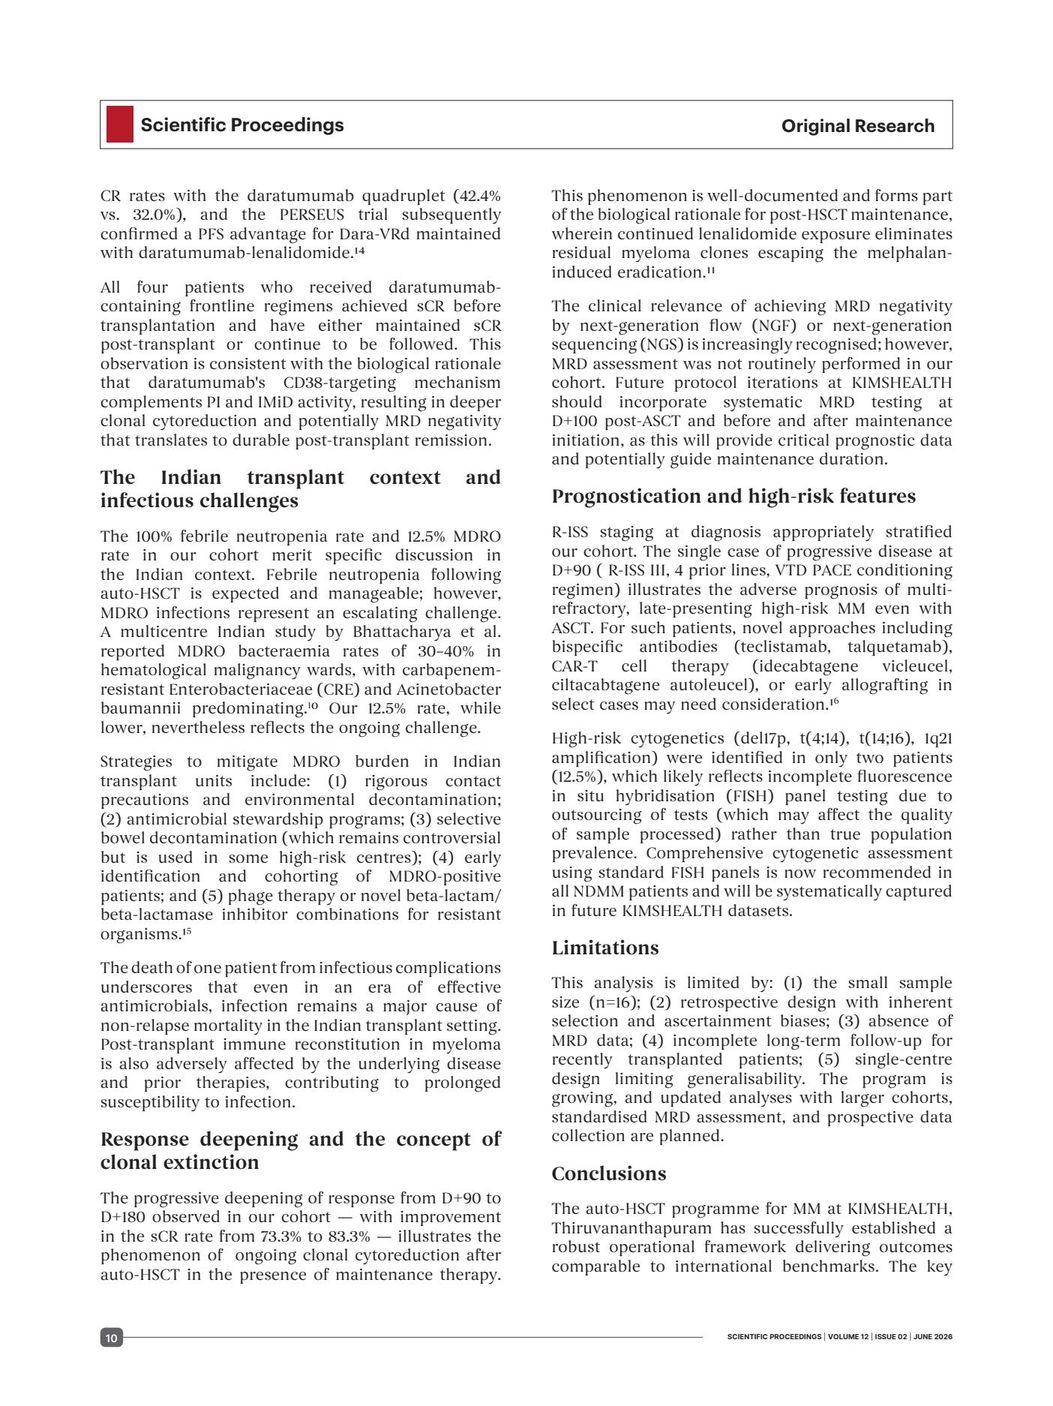 Scientific Proceedings
Original Research
CR rates with the daratumumab quadruplet (42.4%
vs. 32.0%), and the PERSEUS trial subsequently
confirmed a PFS advantage for Dara-VRd maintained
with daratumumab-lenalidomide.¹⁴
All four patients who received daratumumab-
containing frontline regimens achieved sCR before
transplantation and have either maintained sCR
post-transplant or continue to be followed. This
observation is consistent with the biological rationale
that daratumumab's CD38-targeting mechanism
complements PI and IMiD activity, resulting in deeper
clonal cytoreduction and potentially MRD negativity
that translates to durable post-transplant remission.
The Indian transplant context and
infectious challenges
The 100% febrile neutropenia rate and 12.5% MDRO
rate in our cohort merit specific discussion in
the Indian context. Febrile neutropenia following
auto-HSCT is expected and manageable; however,
MDRO infections represent an escalating challenge.
A multicentre Indian study by Bhattacharya et al.
reported MDRO bacteraemia rates of 30–40% in
hematological malignancy wards, with carbapenem-
resistant Enterobacteriaceae (CRE) and Acinetobacter
baumannii predominating.¹⁰ Our 12.5% rate, while
lower, nevertheless reflects the ongoing challenge.
Strategies to mitigate MDRO burden in Indian
transplant units include: (1) rigorous contact
precautions and environmental decontamination;
(2) antimicrobial stewardship programs; (3) selective
bowel decontamination (which remains controversial
but is used in some high-risk centres); (4) early
identification and cohorting of MDRO-positive
patients; and (5) phage therapy or novel beta-lactam/
beta-lactamase inhibitor combinations for resistant
organisms.¹⁵
The death of one patient from infectious complications
underscores that even in an era of effective
antimicrobials, infection remains a major cause of
non-relapse mortality in the Indian transplant setting.
Post-transplant immune reconstitution in myeloma
is also adversely affected by the underlying disease
and prior therapies, contributing to prolonged
susceptibility to infection.
Response deepening and the concept of
clonal extinction
The progressive deepening of response from D+90 to
D+180 observed in our cohort — with improvement
in the sCR rate from 73.3% to 83.3% — illustrates the
phenomenon of ongoing clonal cytoreduction after
auto-HSCT in the presence of maintenance therapy.
This phenomenon is well-documented and forms part
of the biological rationale for post-HSCT maintenance,
wherein continued lenalidomide exposure eliminates
residual myeloma clones escaping the melphalan-
induced eradication.¹¹
The clinical relevance of achieving MRD negativity
by next-generation flow (NGF) or next-generation
sequencing (NGS) is increasingly recognised; however,
MRD assessment was not routinely performed in our
cohort. Future protocol iterations at KIMSHEALTH
should incorporate systematic MRD testing at
D+100 post-ASCT and before and after maintenance
initiation, as this will provide critical prognostic data
and potentially guide maintenance duration.
Prognostication and high-risk features
R-ISS staging at diagnosis appropriately stratified
our cohort. The single case of progressive disease at
D+90 ( R-ISS III, 4 prior lines, VTD PACE conditioning
regimen) illustrates the adverse prognosis of multi-
refractory, late-presenting high-risk MM even with
ASCT. For such patients, novel approaches including
bispecific antibodies (teclistamab, talquetamab),
CAR-T cell therapy (idecabtagene vicleucel,
ciltacabtagene autoleucel), or early allografting in
select cases may need consideration.¹⁶
High-risk cytogenetics (del17p, t(4;14), t(14;16), 1q21
amplification) were identified in only two patients
(12.5%), which likely reflects incomplete fluorescence
in situ hybridisation (FISH) panel testing due to
outsourcing of tests (which may affect the quality
of sample processed) rather than true population
prevalence. Comprehensive cytogenetic assessment
using standard FISH panels is now recommended in
all NDMM patients and will be systematically captured
in future KIMSHEALTH datasets.
Limitations
This analysis is limited by: (1) the small sample
size (n=16); (2) retrospective design with inherent
selection and ascertainment biases; (3) absence of
MRD data; (4) incomplete long-term follow-up for
recently transplanted patients; (5) single-centre
design limiting generalisability. The program is
growing, and updated analyses with larger cohorts,
standardised MRD assessment, and prospective data
collection are planned.
Conclusions
The auto-HSCT programme for MM at KIMSHEALTH,
Thiruvananthapuram has successfully established a
robust operational framework delivering outcomes
comparable to international benchmarks. The key
10
SCIENTIFIC PROCEEDINGS | VOLUME 12 | ISSUE 02 | JUNE 2026